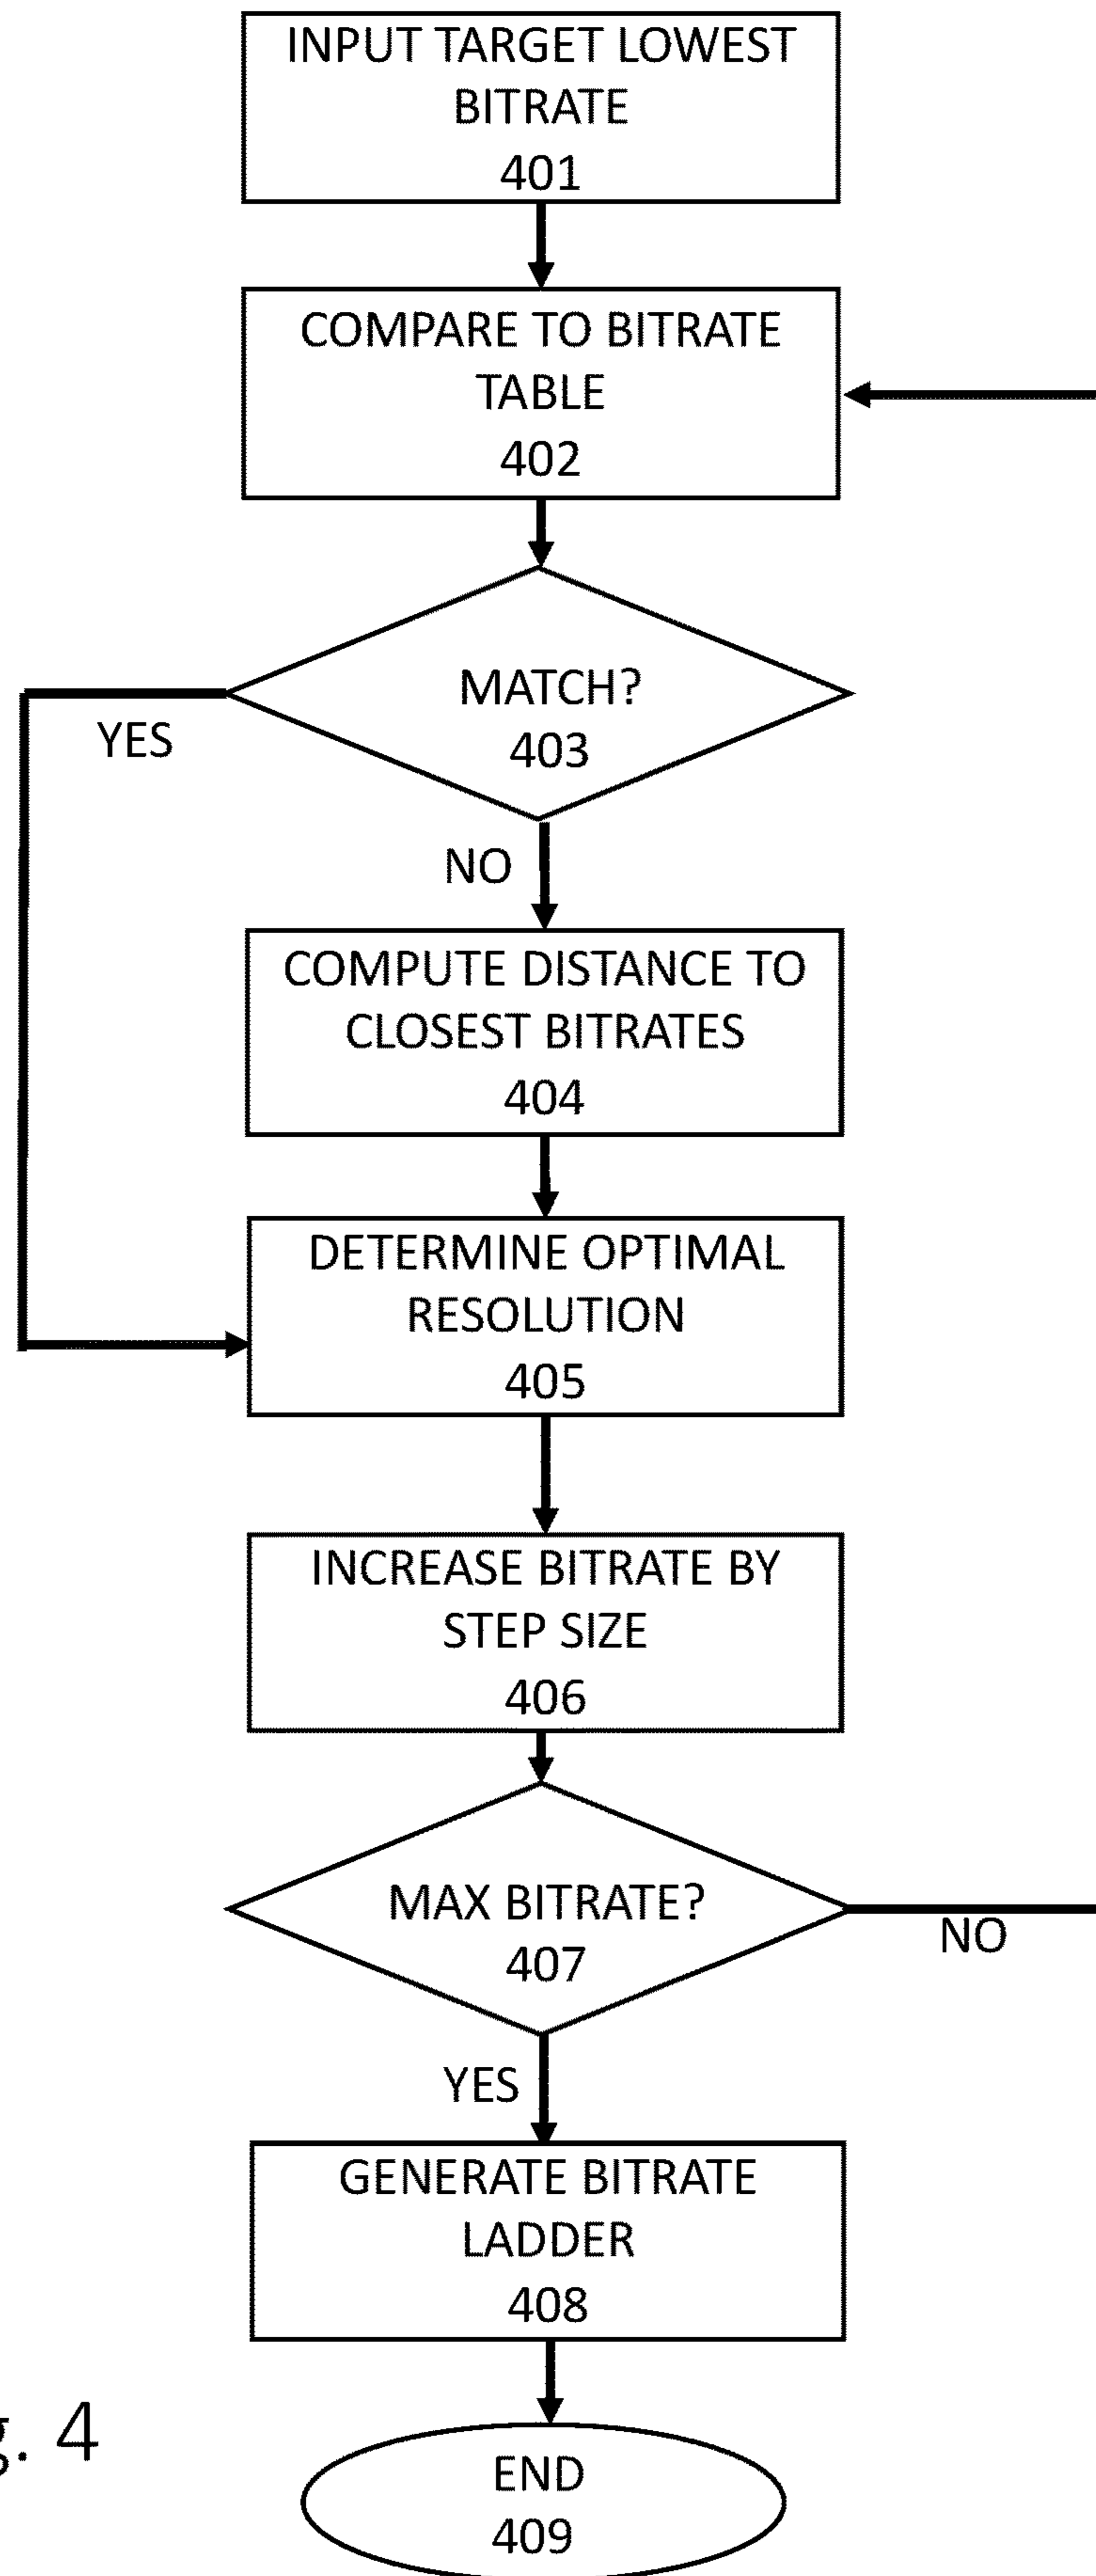 INPUT TARGET LOWEST
BITRATE
401
COMPARE TO BITRATE
TABLE
402
MATCH?
403
YES
NO
COMPUTE DISTANCE TO
CLOSEST BITRATES
404
DETERMINE OPTIMAL
RESOLUTION
405
INCREASE BITRATE BY
STEP SIZE
406
MAX BITRATE?
407
NO
YES
GENERATE BITRATE
LADDER
408
g. 4
END
409